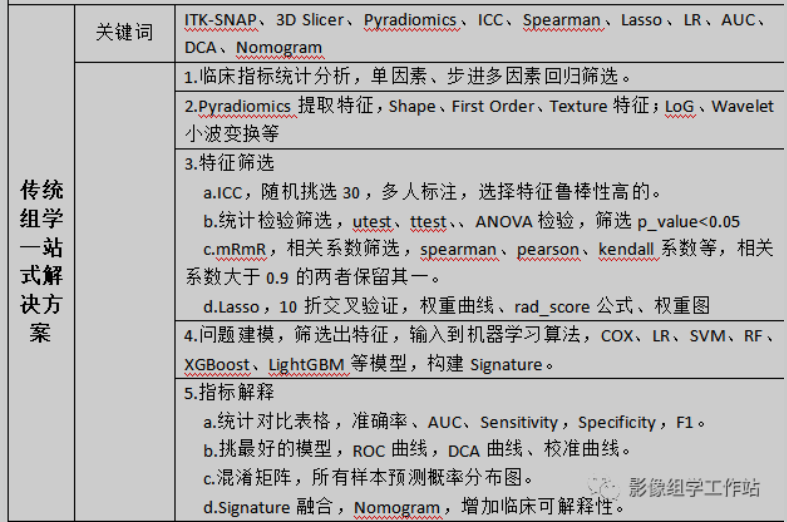 关键词
ITK-SNAP、3D Slicer、Pyradiomics、ICC、Spearman、Lasso、LR、AUC、
DCA、Nomogram
传统
组学
一站
式解
决方
案
1.临床指标统计分析，单因素、步进多因素回归筛选。
2.Pyradiomics 提取特征，Shape、First Order、Texture 特征；LoG、Wavelet
小波变换等
3.特征筛选
a.ICC，随机挑选 30，多人标注，选择特征鲁棒性高的。
b.统计检验筛选，utest、ttest、、ANOVA 检验，筛选 p_value<0.05
c.mRmR，相关系数筛选，spearman、pearson、kendall 系数等，相关
系数大于 0.9 的两者保留其一。
d.Lasso，10 折交叉验证，权重曲线、rad_score 公式、权重图
4.问题建模，筛选出特征，输入到机器学习算法，COX、LR、SVM、RF、
XGBoost、LightGBM 等模型，构建 Signature。
5.指标解释
a.统计对比表格，准确率、AUC、Sensitivity，Specificity，F1。
b.挑最好的模型，ROC 曲线，DCA 曲线、校准曲线。
c.混淆矩阵，所有样本预测概率分布图。
d.Signature 融合，Nomogram，增加临床可解释性。
影像组学工作站